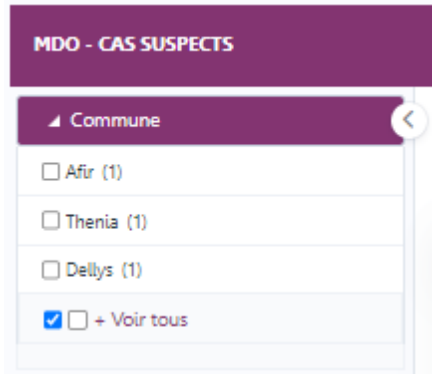 MDO - CAS SUSPECTS
Commune
Afir (1)
Thenia (1)
Dellys (1)
+ Voir tous